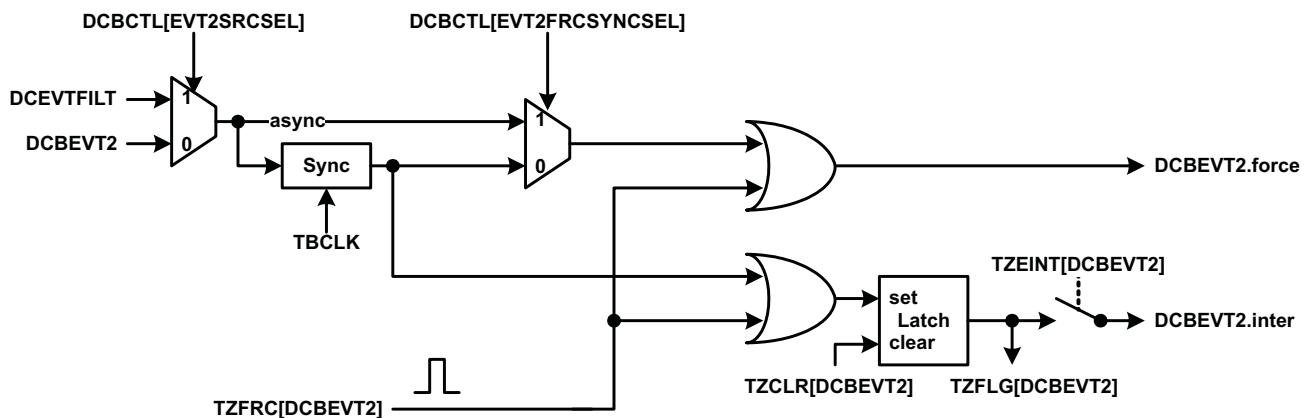 DCBCTL[EVT2SRCSEL]
DCBCTL[EVT2FRCSYNCSEL]
DCEVTFILT
1
async
1
DCBEVT2
0
Sync
0
DCBEVT2.force
TBCLK
TZEINT[DCBEVT2]
set
Latch
clear
DCBEVT2.inter
TZCLR[DCBEVT2]
TZFLG[DCBEVT2]
TZFRC[DCBEVT2]